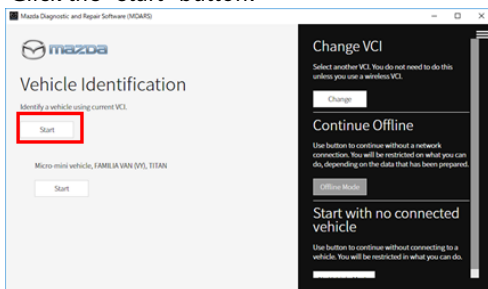 Click the "Start" button.
Mazda Diagnostic and Repair Software (MDARS)
mazda
Vehicle Identification
Identify a vehicle using current VCI.
Start
Micro-mini vehicle, FAMILIA VAN (VY), TITAN
Start
Change VCI
Select another VCI. You do not need to do this
unless you use a wireless VCI.
Change
Continue Offline
Use button to continue without a network
connection. You will be restricted on what you can
do, depending on the data that has been prepared.
Offline Mode
Start with no connected
vehicle
Use button to continue without connecting to a
vehicle. You will be restricted in what you can do.